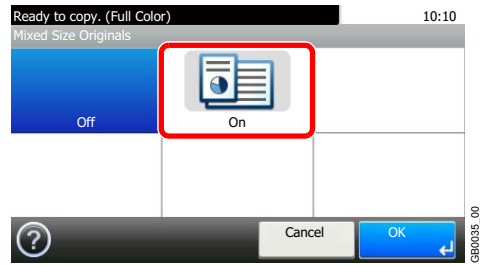 Ready to copy. (Full Color) 10:10
Mixed Size Originals
Off On
? Cancel OK
GB0035_00